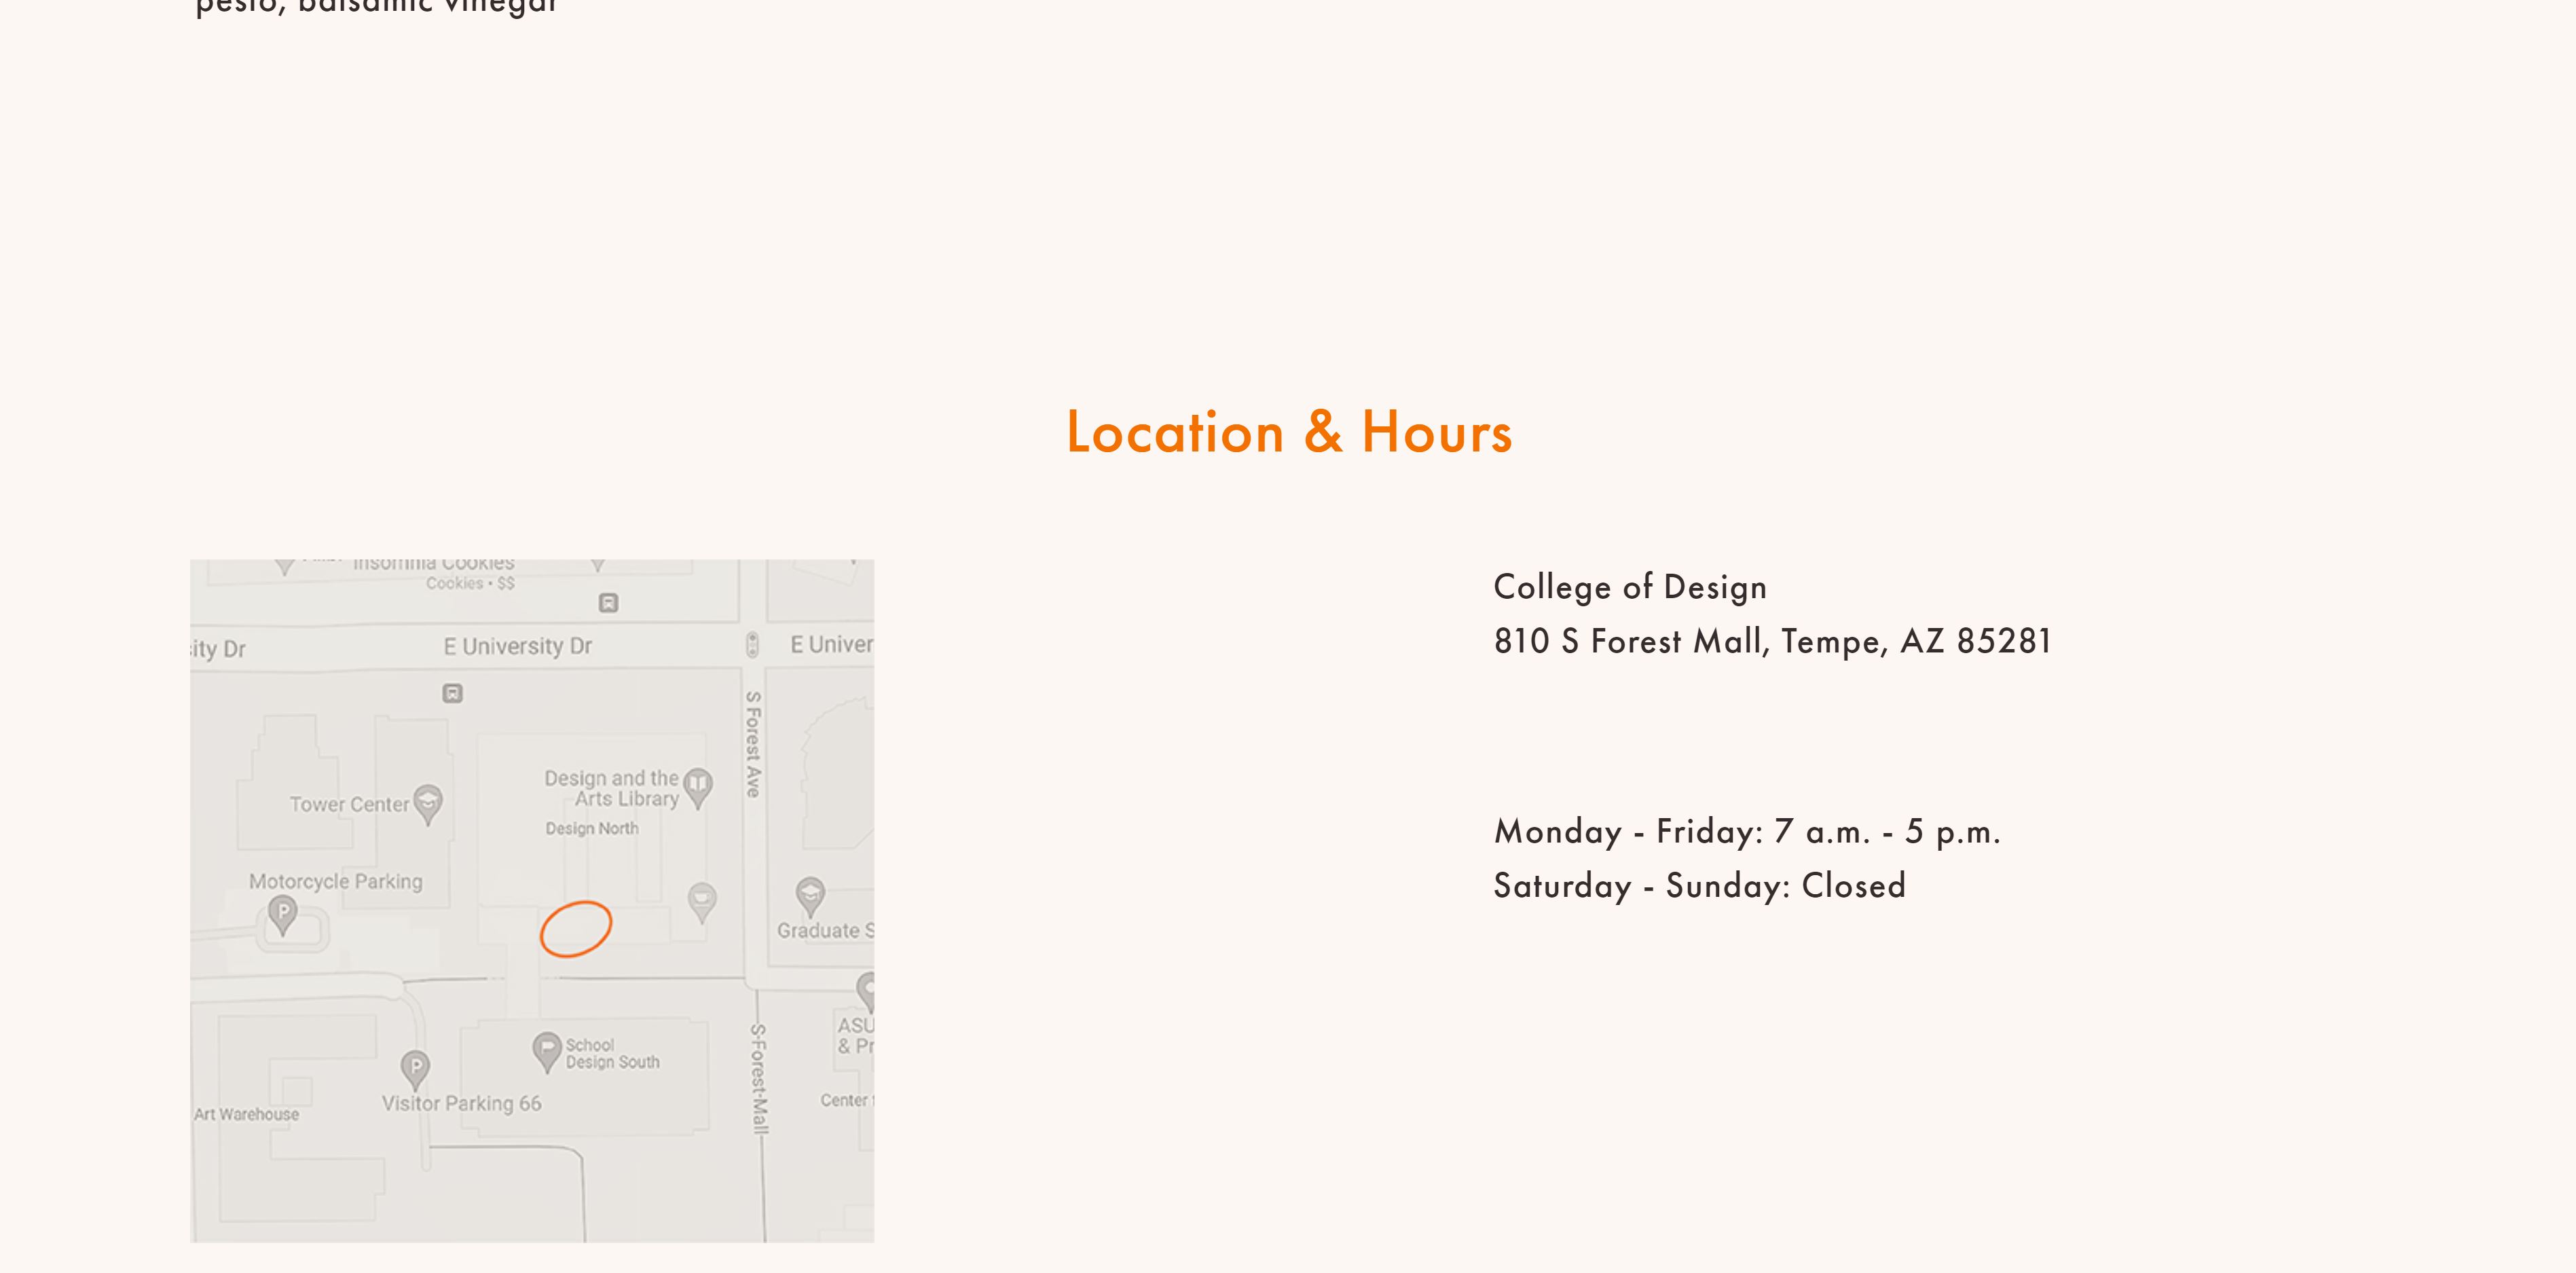 pesto, balsamic vinegar
Location & Hours
Insomnia Cookies
Cookies • $$
ity Dr
E University Dr
E Univer
S Forest Ave
Design and the
Arts Library
Tower Center
Design North
Motorcycle Parking
P
Graduate S
School
Design South
ASU
& Pr
P
S Forest Mall
Visitor Parking 66
Center
Art Warehouse
College of Design
810 S Forest Mall, Tempe, AZ 85281
Monday - Friday: 7 a.m. - 5 p.m.
Saturday - Sunday: Closed